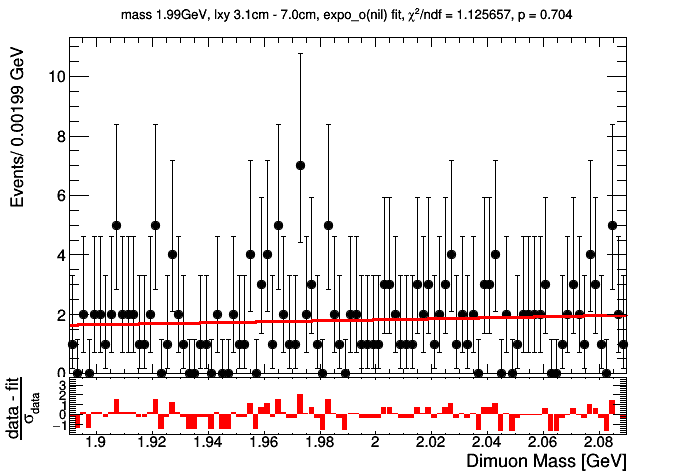 mass 1.99GeV, lxy 3.1cm - 7.0cm, expo_o(nil) fit, χ²/ndf = 1.125657, p = 0.704
Events/ 0.00199 GeV
10
8
6
4
2
0
data - fit
σdata
3
2
1
0
−1
1.9 1.92 1.94 1.96 1.98 2 2.02 2.04 2.06 2.08
Dimuon Mass [GeV]